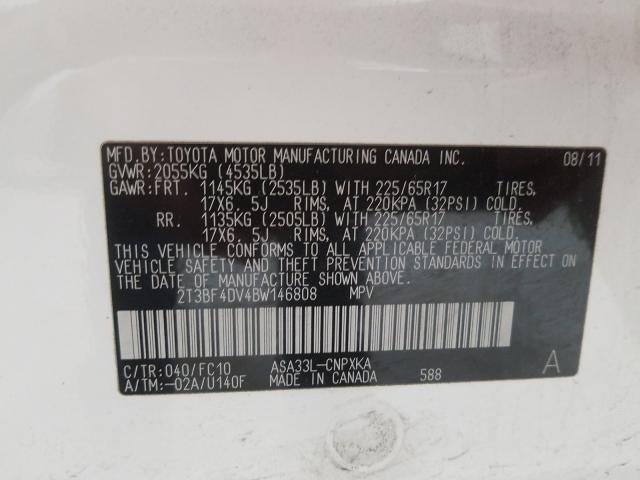 MFD.BY:TOYOTA MOTOR MANUFACTURING CANADA INC. 08/11
GVWR:2055KG (4535LB)
GAWR:FRT. 1145KG (2535LB) WITH 225/65R17 TIRES,
17X6.5J RIMS, AT 220KPA (32PSI) COLD.
RR. 1135KG (2505LB) WITH 225/65R17 TIRES,
17X6.5J RIMS, AT 220KPA (32PSI) COLD.
THIS VEHICLE CONFORMS TO ALL APPLICABLE FEDERAL MOTOR
VEHICLE SAFETY AND THEFT PREVENTION STANDARDS IN EFFECT ON
THE DATE OF MANUFACTURE SHOWN ABOVE.
2T3BF4DV4BW146808 MPV
C/TR:040/FC10 ASA33L-CNPXKA A
A/TM:-02A/U140F MADE IN CANADA 588